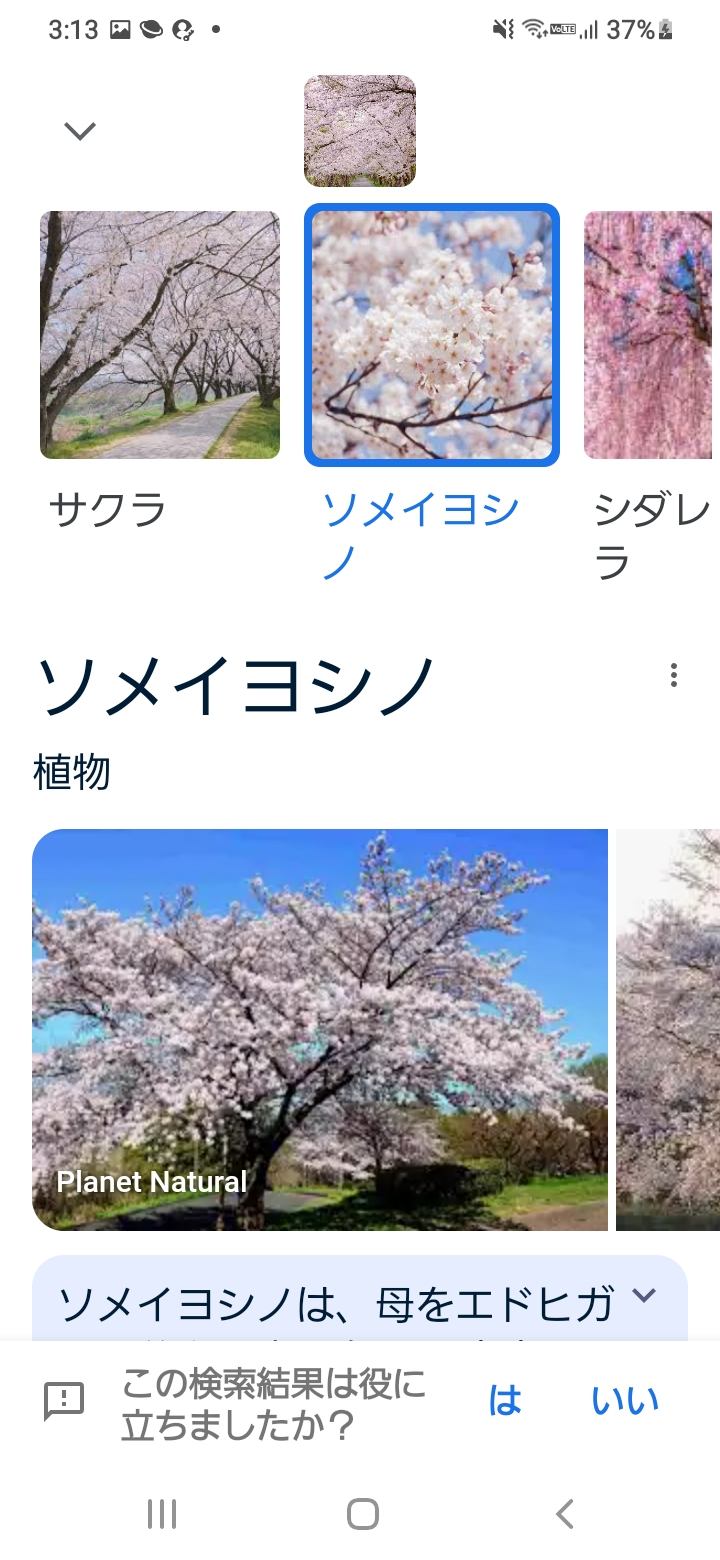 3:13 VoLTE 37%
サクラ
ソメイヨシ
ノ
シダレ
ラ
ソメイヨシノ
植物
Planet Natural
ソメイヨシノは、母をエドヒガ
この検索結果は役に
立ちましたか？
は
いい